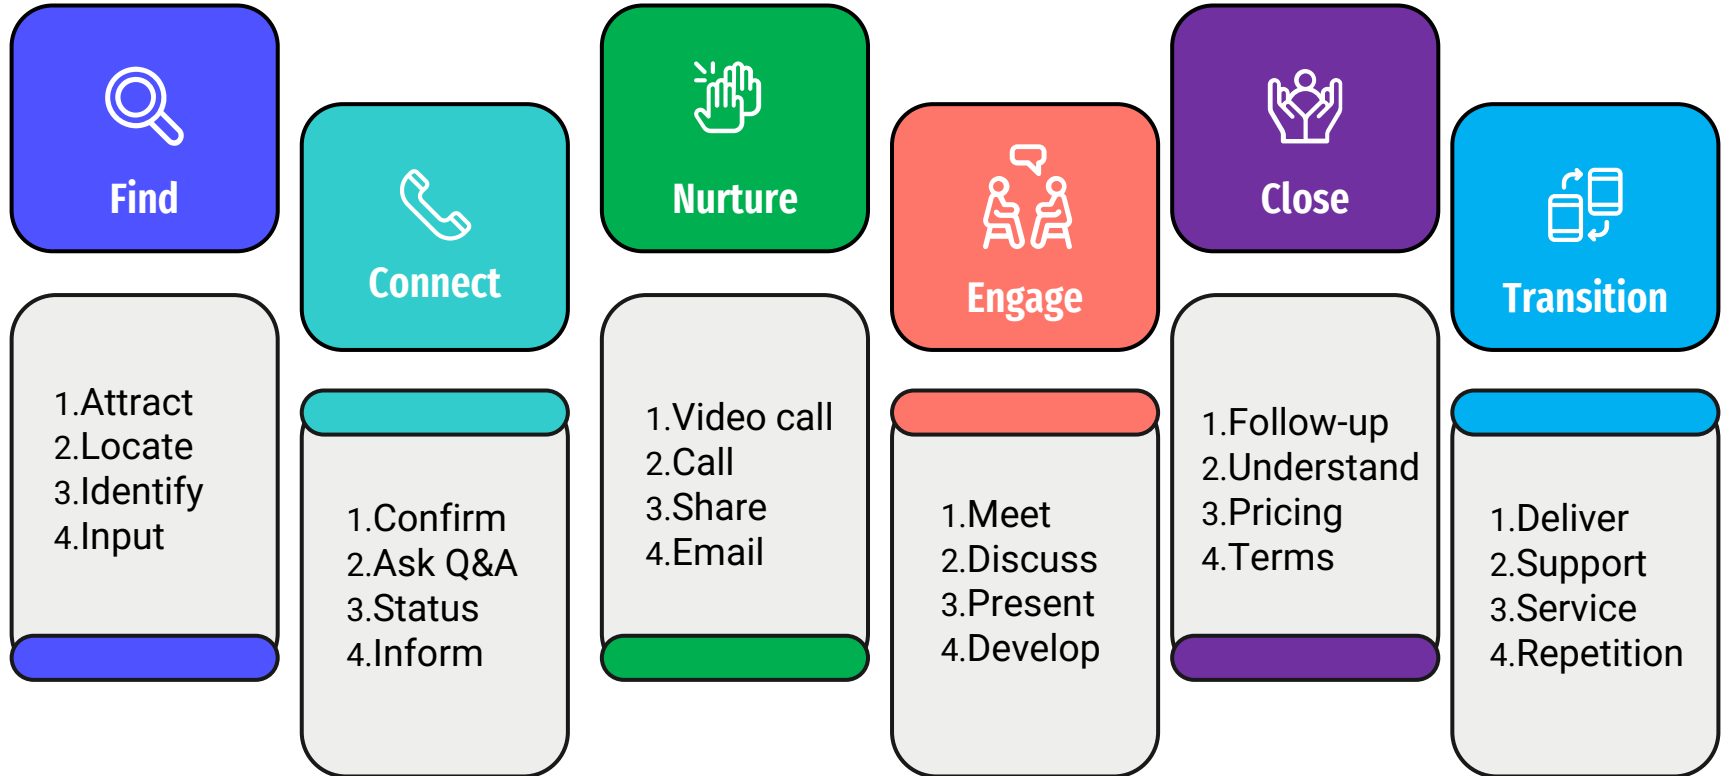 Find
1.Attract
2.Locate
3.Identify
4.Input
Connect
1.Confirm
2.Ask Q&A
3.Status
4.Inform
Nurture
1.Video call
2.Call
3.Share
4.Email
Engage
1.Meet
2.Discuss
3.Present
4.Develop
Close
1.Follow-up
2.Understand
3.Pricing
4.Terms
Transition
1.Deliver
2.Support
3.Service
4.Repetition